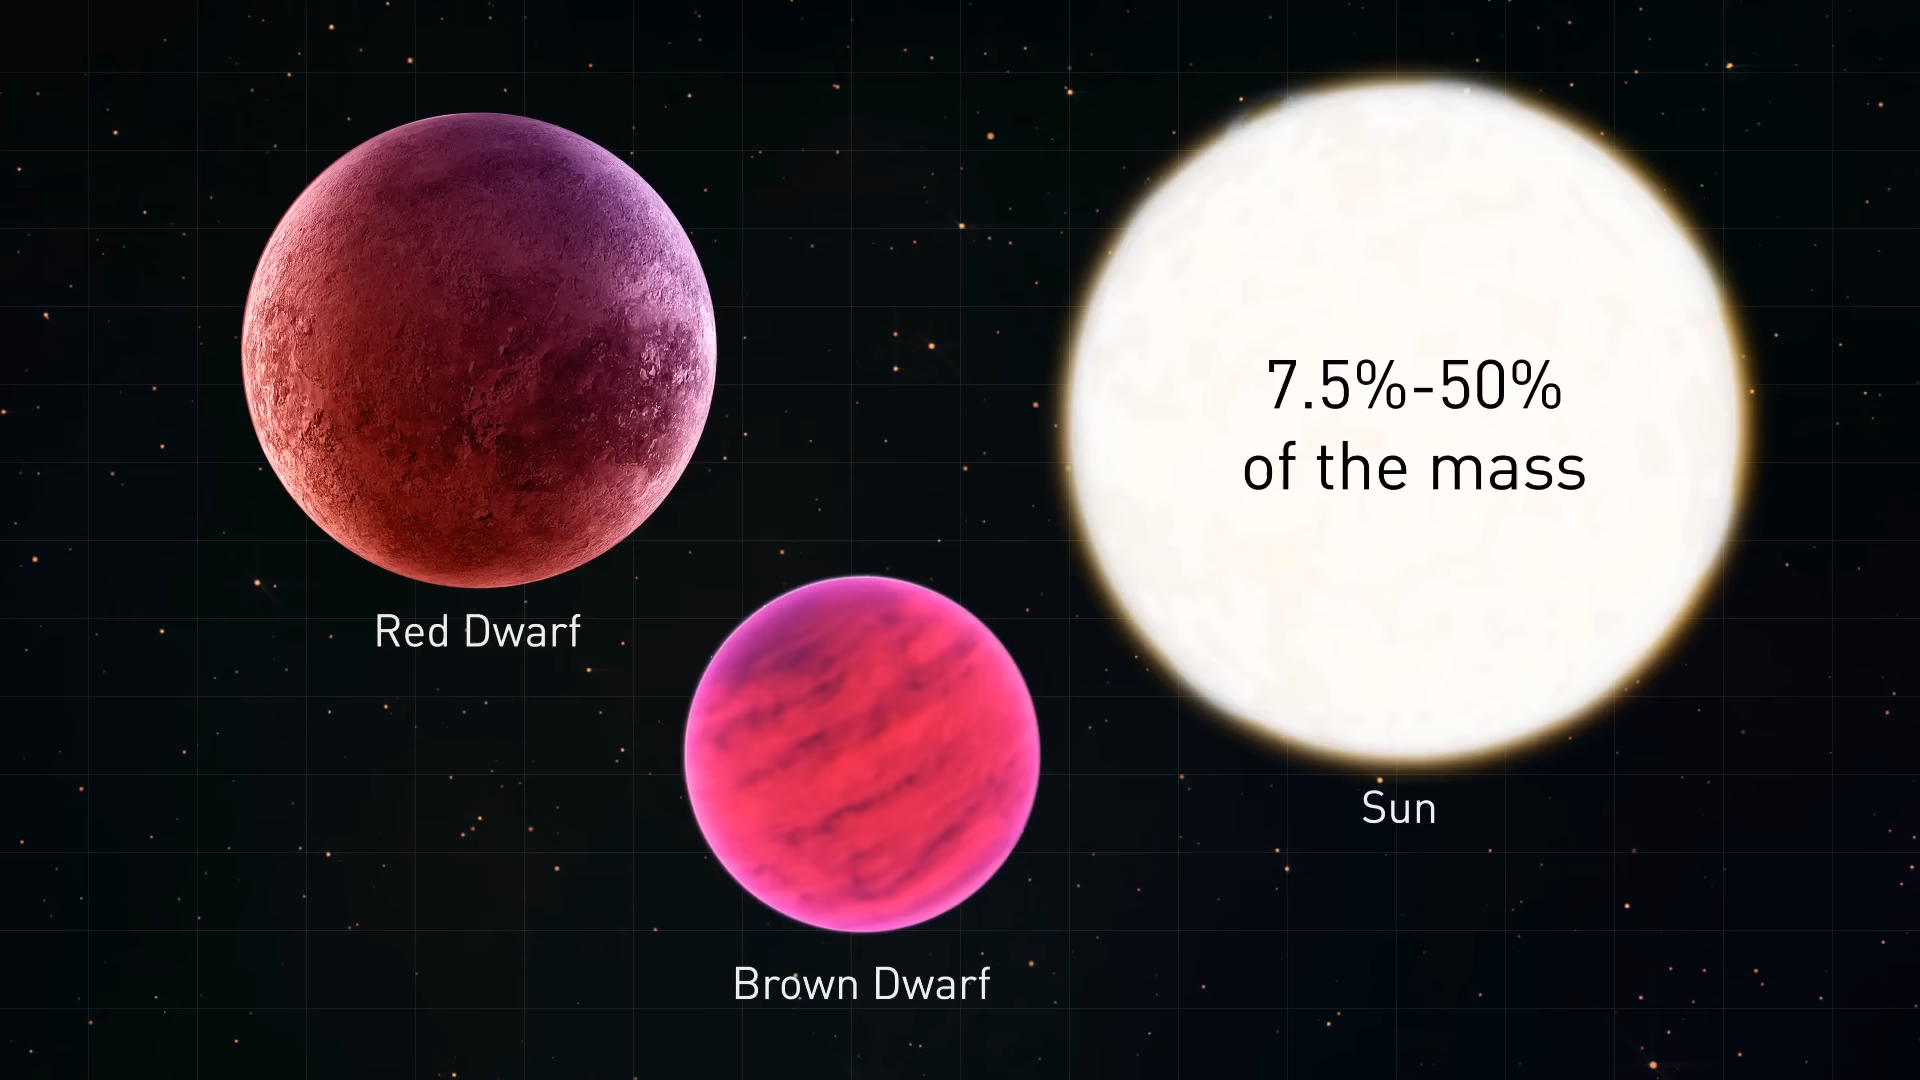 7.5%-50%
of the mass
Red Dwarf
Sun
Brown Dwarf